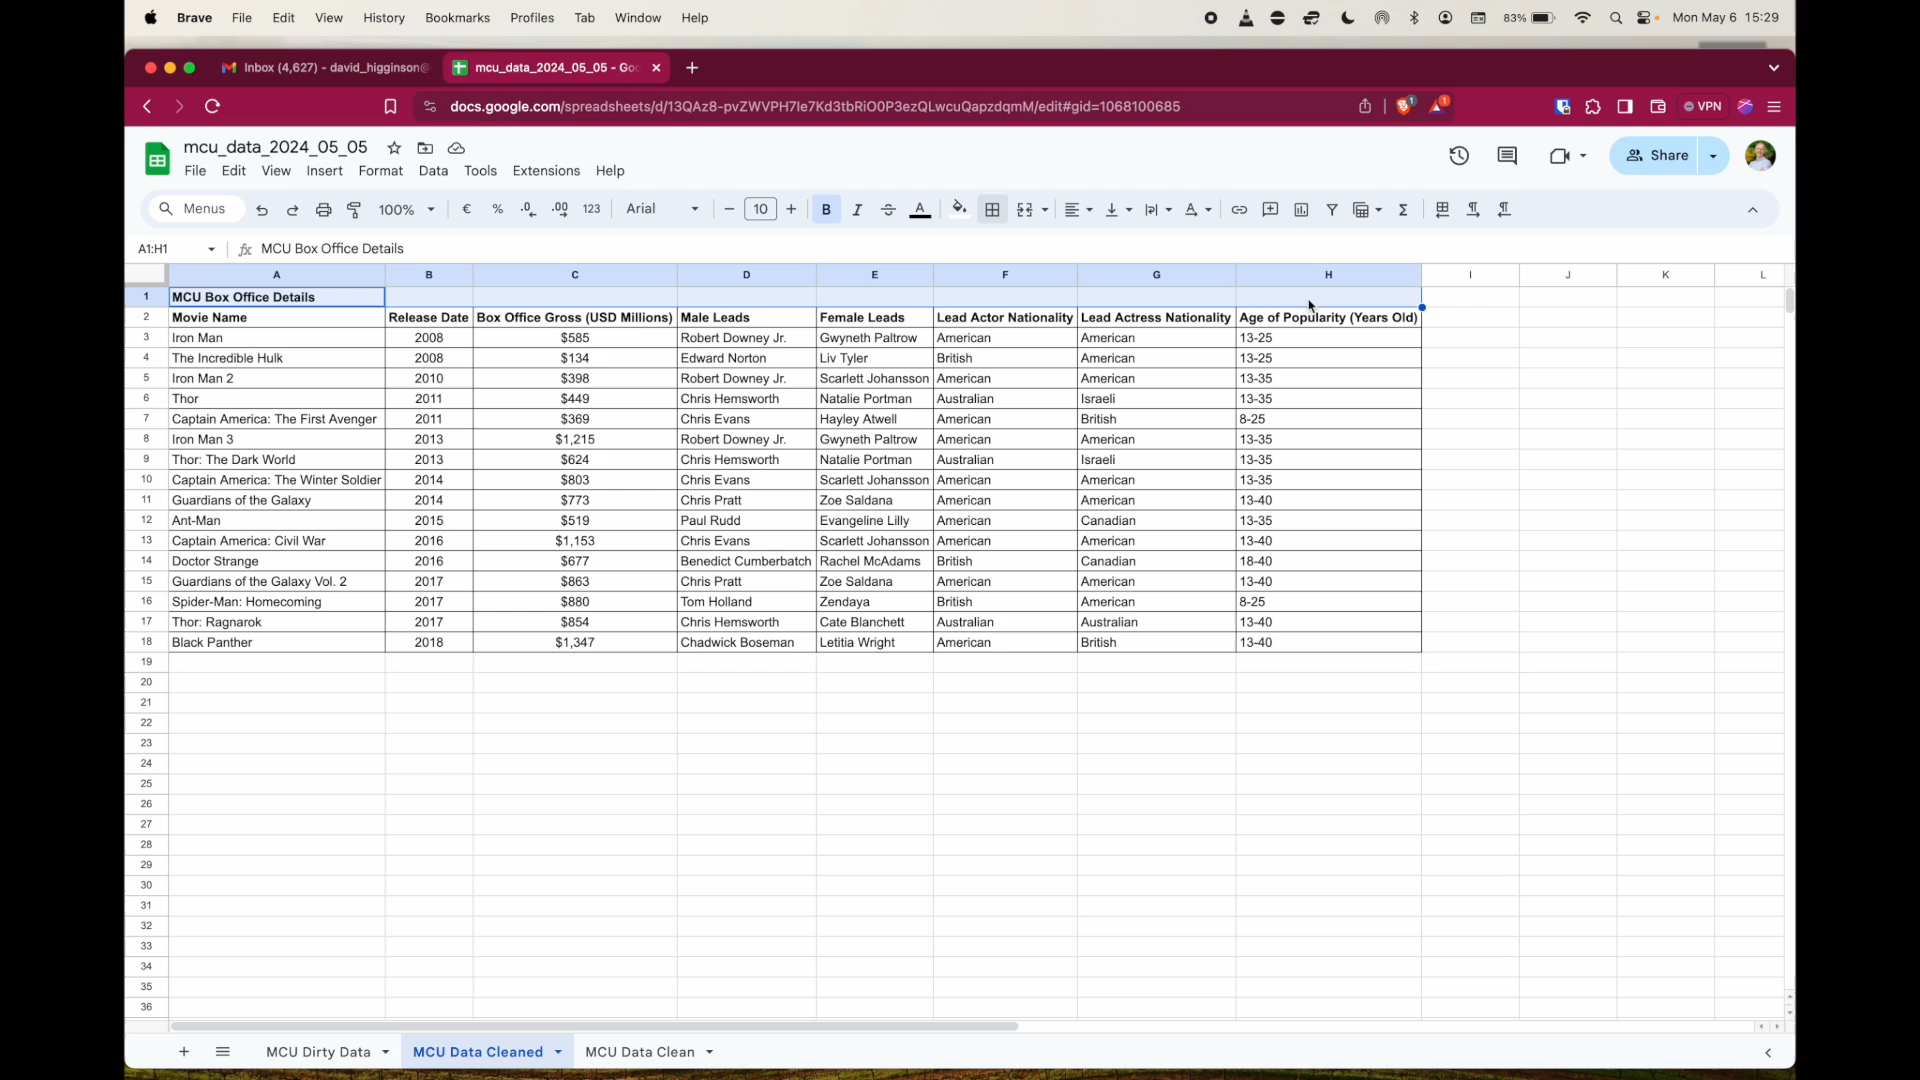 Brave File Edit View History Bookmarks Profiles Tab Window Help 83% Mon May 6 15:29
Inbox (4,627) - david_higginson@ mcu_data_2024_05_05 - Goo
docs.google.com/spreadsheets/d/13QAz8-pvZWVPH7Ie7Kd3tbRiO0P3ezQLwcuQapzdqmM/edit#gid=1068100685 1 1 VPN
mcu_data_2024_05_05
File Edit View Insert Format Data Tools Extensions Help Share
Menus 100% € % .0 .00 123 Arial 10 B I A
A1:H1 fx MCU Box Office Details
A B C D E F G H I J K L
1 MCU Box Office Details
2 Movie Name Release Date Box Office Gross (USD Millions) Male Leads Female Leads Lead Actor Nationality Lead Actress Nationality Age of Popularity (Years Old)
3 Iron Man 2008 $585 Robert Downey Jr. Gwyneth Paltrow American American 13-25
4 The Incredible Hulk 2008 $134 Edward Norton Liv Tyler British American 13-25
5 Iron Man 2 2010 $398 Robert Downey Jr. Scarlett Johansson American American 13-35
6 Thor 2011 $449 Chris Hemsworth Natalie Portman Australian Israeli 13-35
7 Captain America: The First Avenger 2011 $369 Chris Evans Hayley Atwell American British 8-25
8 Iron Man 3 2013 $1,215 Robert Downey Jr. Gwyneth Paltrow American American 13-35
9 Thor: The Dark World 2013 $624 Chris Hemsworth Natalie Portman Australian Israeli 13-35
10 Captain America: The Winter Soldier 2014 $803 Chris Evans Scarlett Johansson American American 13-35
11 Guardians of the Galaxy 2014 $773 Chris Pratt Zoe Saldana American American 13-40
12 Ant-Man 2015 $519 Paul Rudd Evangeline Lilly American Canadian 13-35
13 Captain America: Civil War 2016 $1,153 Chris Evans Scarlett Johansson American American 13-40
14 Doctor Strange 2016 $677 Benedict Cumberbatch Rachel McAdams British Canadian 18-40
15 Guardians of the Galaxy Vol. 2 2017 $863 Chris Pratt Zoe Saldana American American 13-40
16 Spider-Man: Homecoming 2017 $880 Tom Holland Zendaya British American 8-25
17 Thor: Ragnarok 2017 $854 Chris Hemsworth Cate Blanchett Australian Australian 13-40
18 Black Panther 2018 $1,347 Chadwick Boseman Letitia Wright American British 13-40
19
20
21
22
23
24
25
26
27
28
29
30
31
32
33
34
35
36
MCU Dirty Data MCU Data Cleaned MCU Data Clean